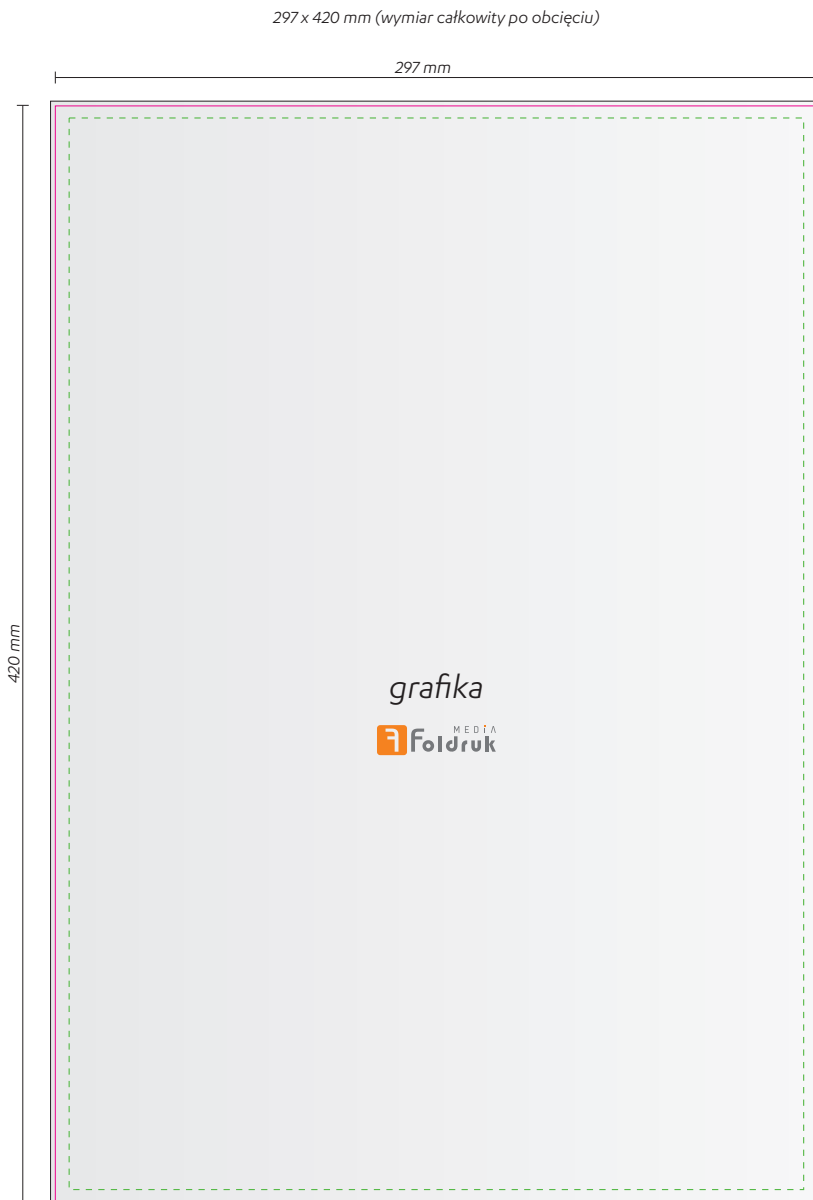 297 x 420 mm (wymiar całkowity po obcięciu)
297 mm
420 mm
grafika
MEDiA
Foldruk